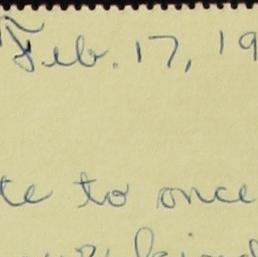 Feb. 17, 19
te to once